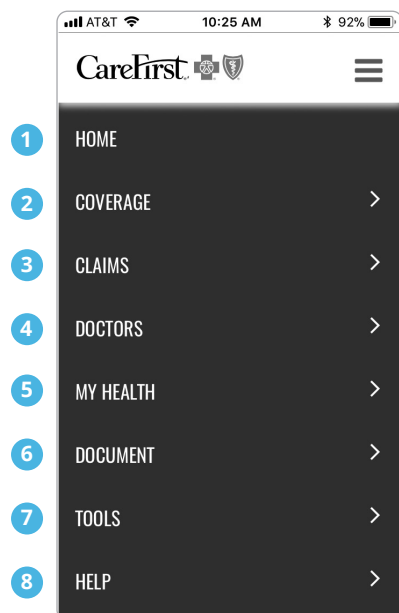 AT&T 10:25 AM 92%
CareFirst
1 HOME
2 COVERAGE
3 CLAIMS
4 DOCTORS
5 MY HEALTH
6 DOCUMENT
7 TOOLS
8 HELP